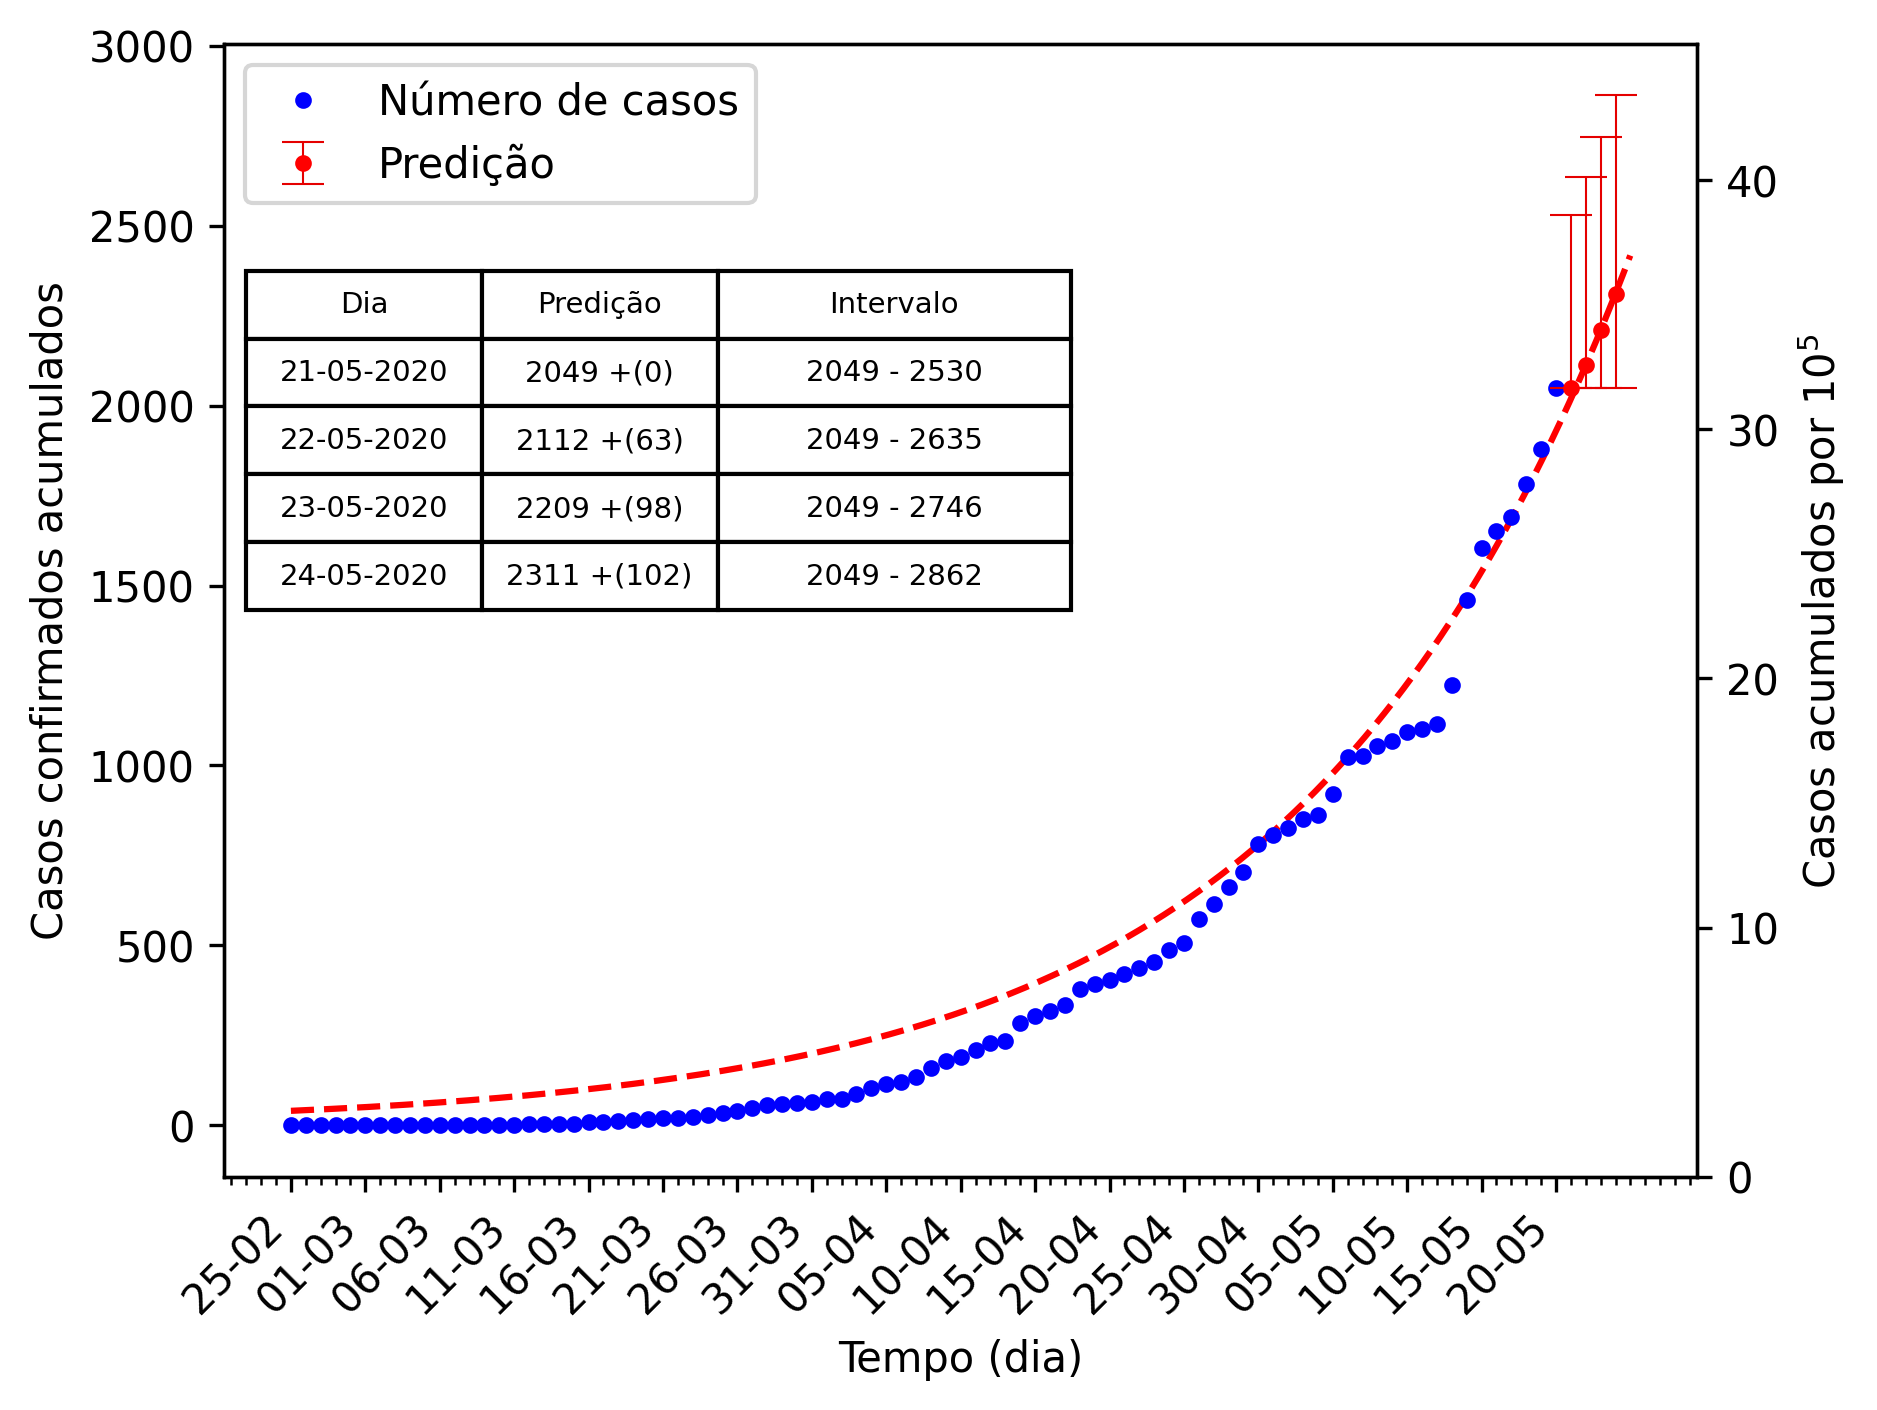 Número de casos
Predição
Dia Predição Intervalo
21-05-2020 2049 +(0) 2049 - 2530
22-05-2020 2112 +(63) 2049 - 2635
23-05-2020 2209 +(98) 2049 - 2746
24-05-2020 2311 +(102) 2049 - 2862
Casos confirmados acumulados
3000
2500
2000
1500
1000
500
0
Casos acumulados por 10⁵
40
30
20
10
0
25-02 01-03 06-03 11-03 16-03 21-03 26-03 31-03 05-04 10-04 15-04 20-04 25-04 30-04 05-05 10-05 15-05 20-05
Tempo (dia)